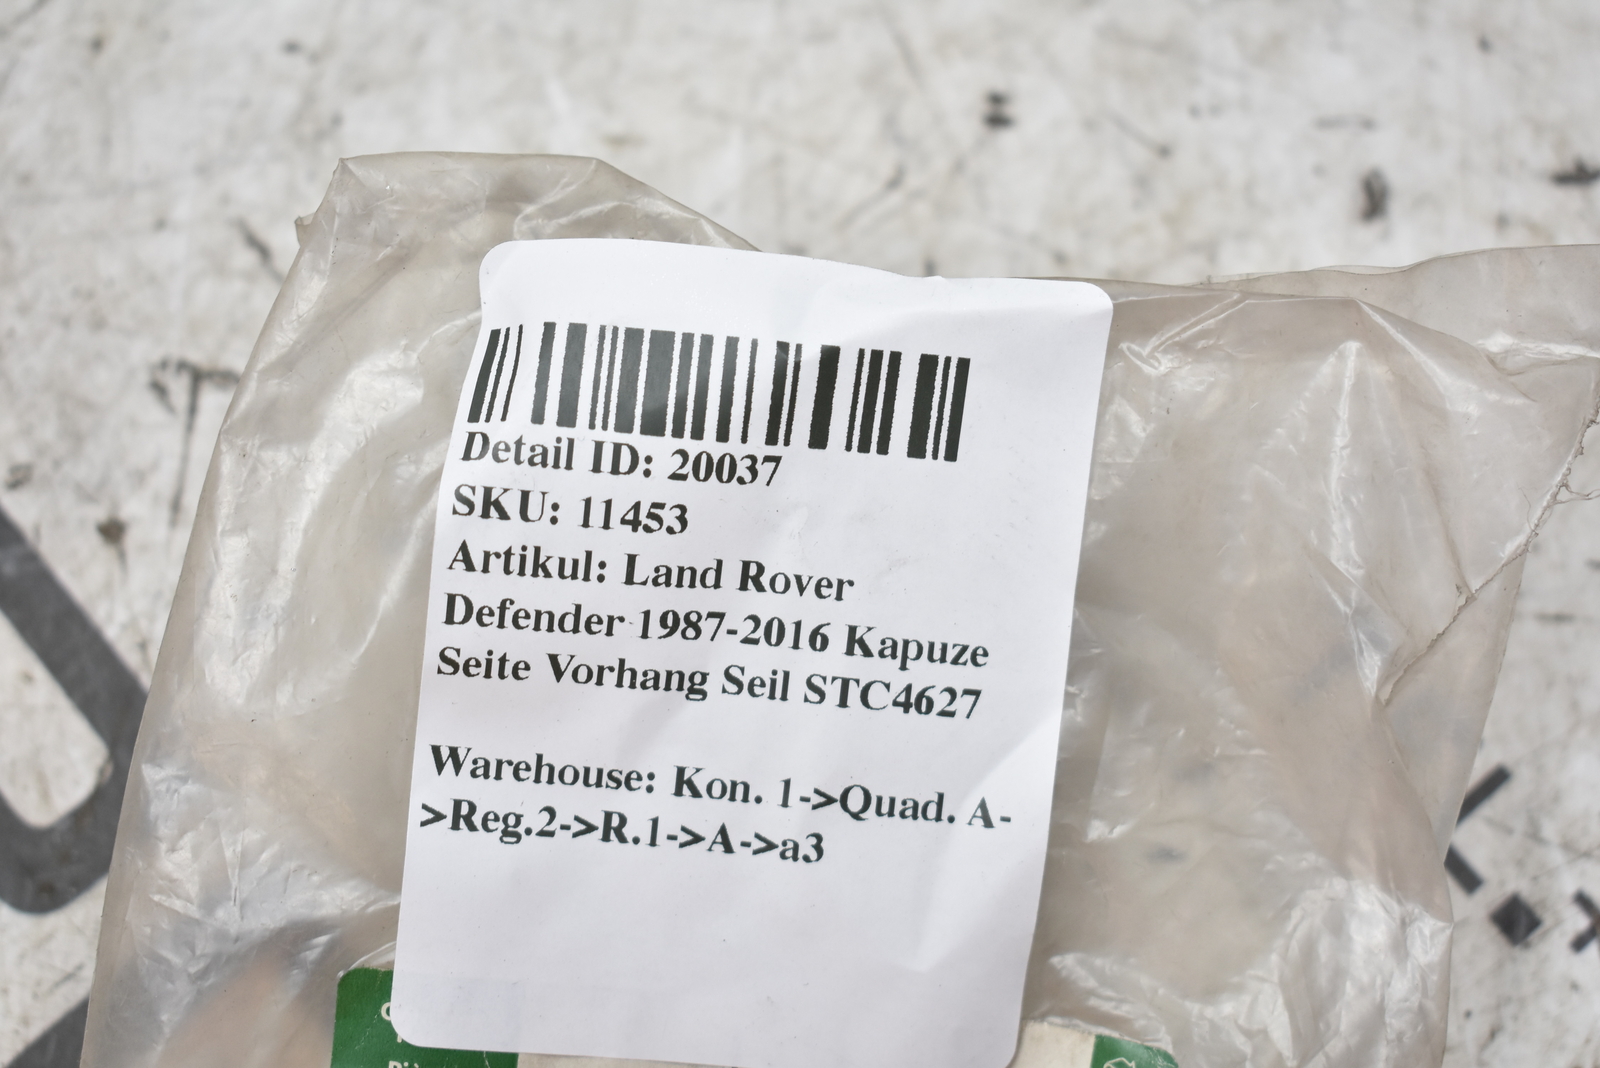 Detail ID: 20037
SKU: 11453
Artikul: Land Rover
Defender 1987-2016 Kapuze
Seite Vorhang Seil STC4627
Warehouse: Kon. 1->Quad. A-
>Reg.2->R.1->A->a3